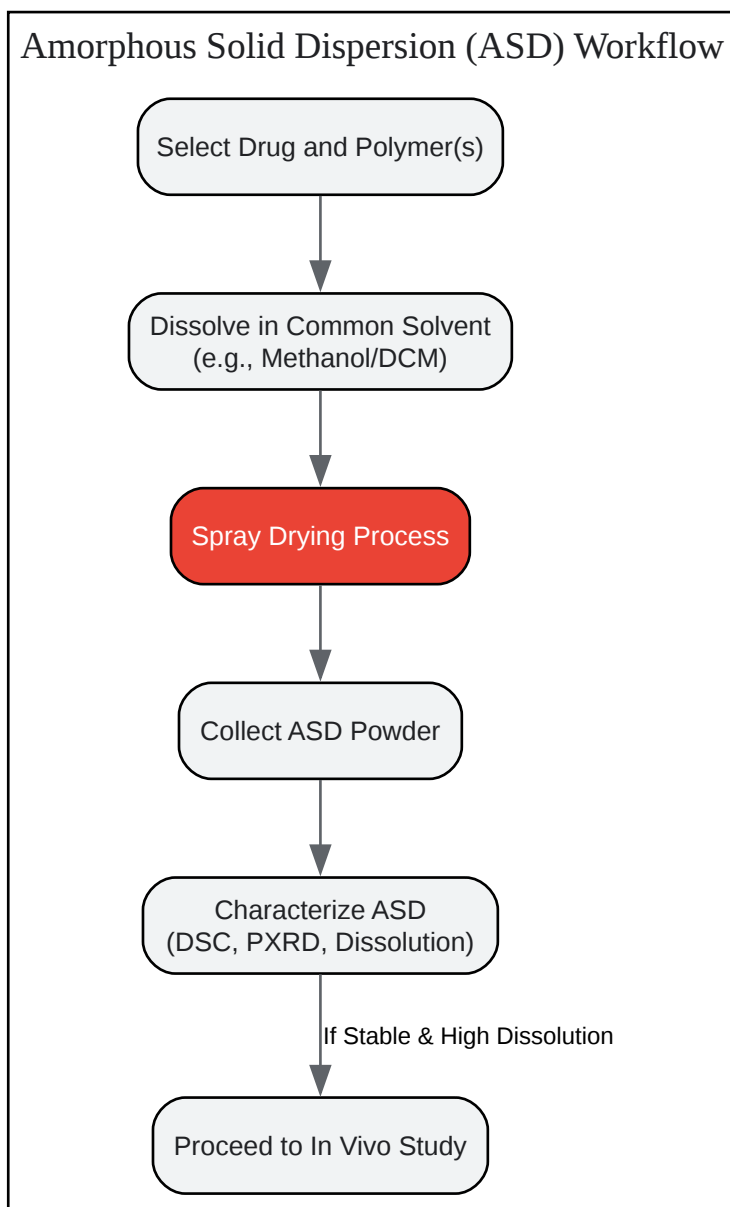 Amorphous Solid Dispersion (ASD) Workflow
Select Drug and Polymer(s)
Dissolve in Common Solvent
(e.g., Methanol/DCM)
Spray Drying Process
Collect ASD Powder
Characterize ASD
(DSC, PXRD, Dissolution)
If Stable & High Dissolution
Proceed to In Vivo Study